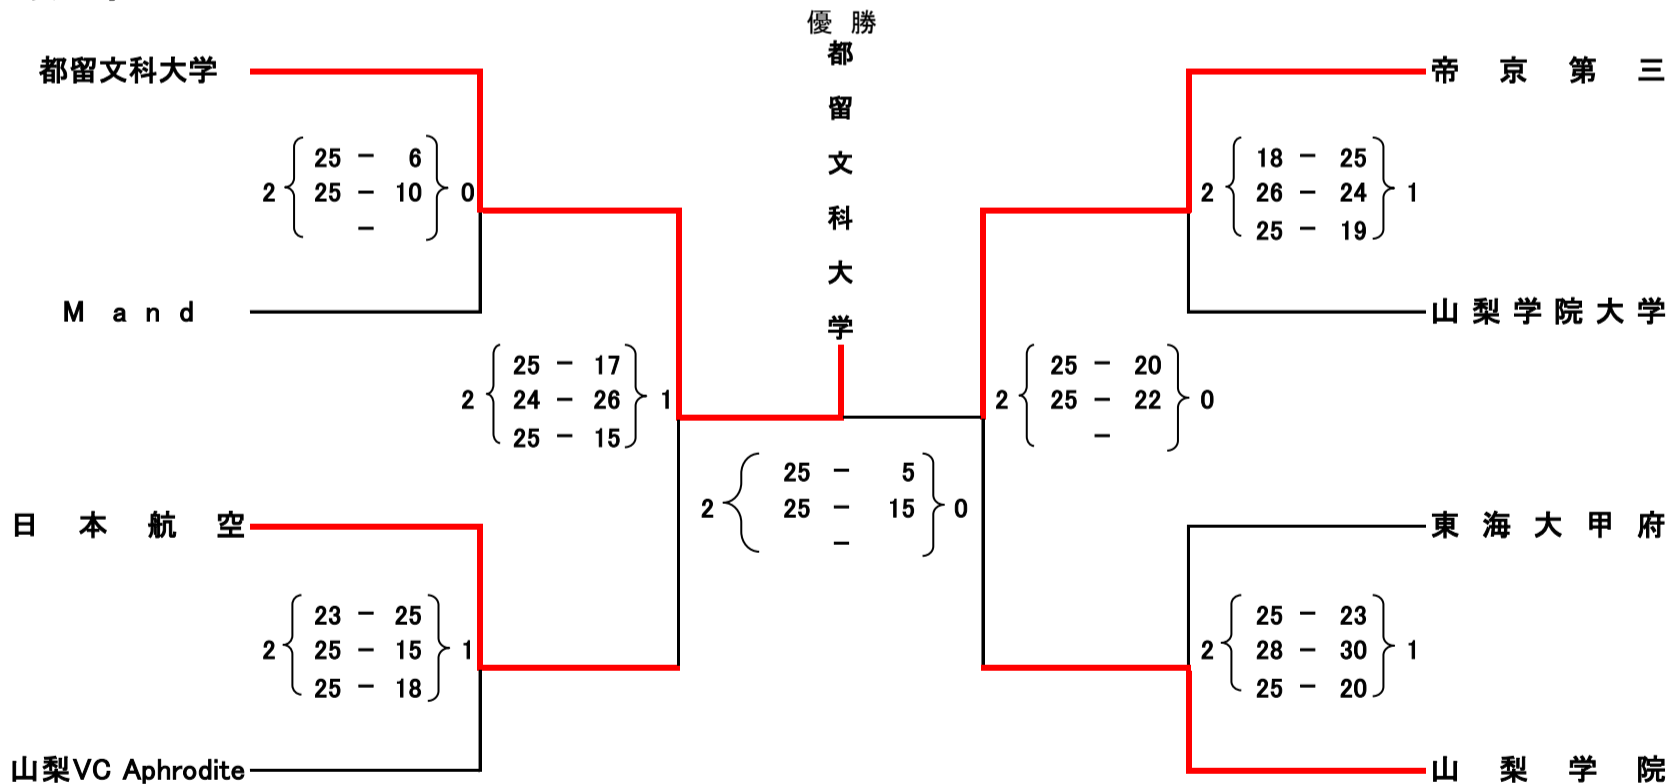 優 勝
都留文科大学
都留文科大学
帝京第三
2 25 - 6 0
25 - 10
-
2 18 - 25 1
26 - 24
25 - 19
Mand
山梨学院大学
2 25 - 17 1
24 - 26
25 - 15
2 25 - 20 0
25 - 22
-
2 25 - 5 0
25 - 15
-
日本航空
東海大甲府
2 23 - 25 1
25 - 15
25 - 18
2 25 - 23 1
28 - 30
25 - 20
山梨VC Aphrodite
山梨学院